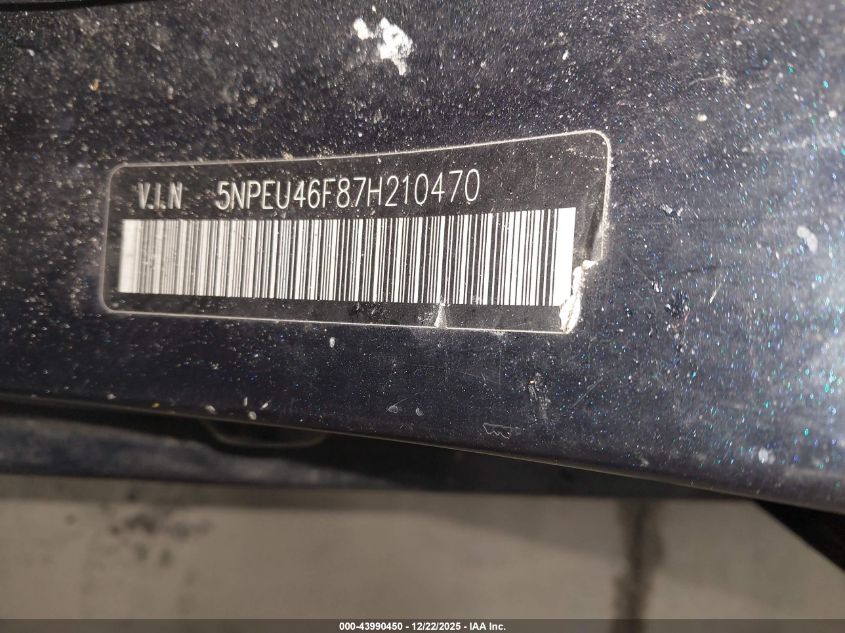 V.I.N 5NPEU46F87H210470
000-43990450 | 12/22/2025 - IAA Inc.